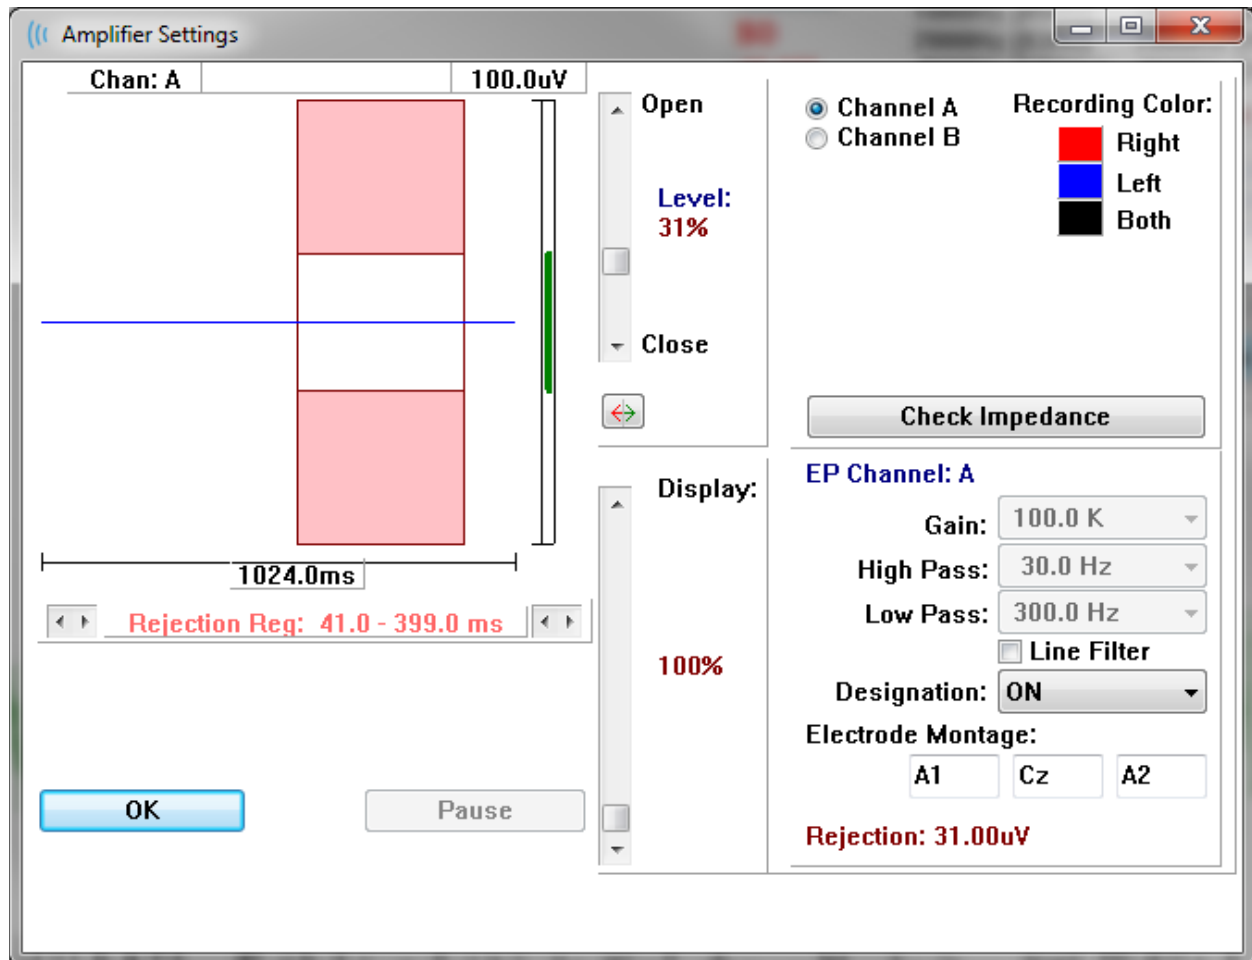 Amplifier Settings
Chan: A
100.0uV
1024.0ms
Rejection Reg: 41.0 - 399.0 ms
OK
Pause
Open
Level:
31%
Close
Display:
100%
Channel A
Channel B
Recording Color:
Right
Left
Both
Check Impedance
EP Channel: A
Gain: 100.0 K
High Pass: 30.0 Hz
Low Pass: 300.0 Hz
Line Filter
Designation: ON
Electrode Montage:
A1 Cz A2
Rejection: 31.00uV